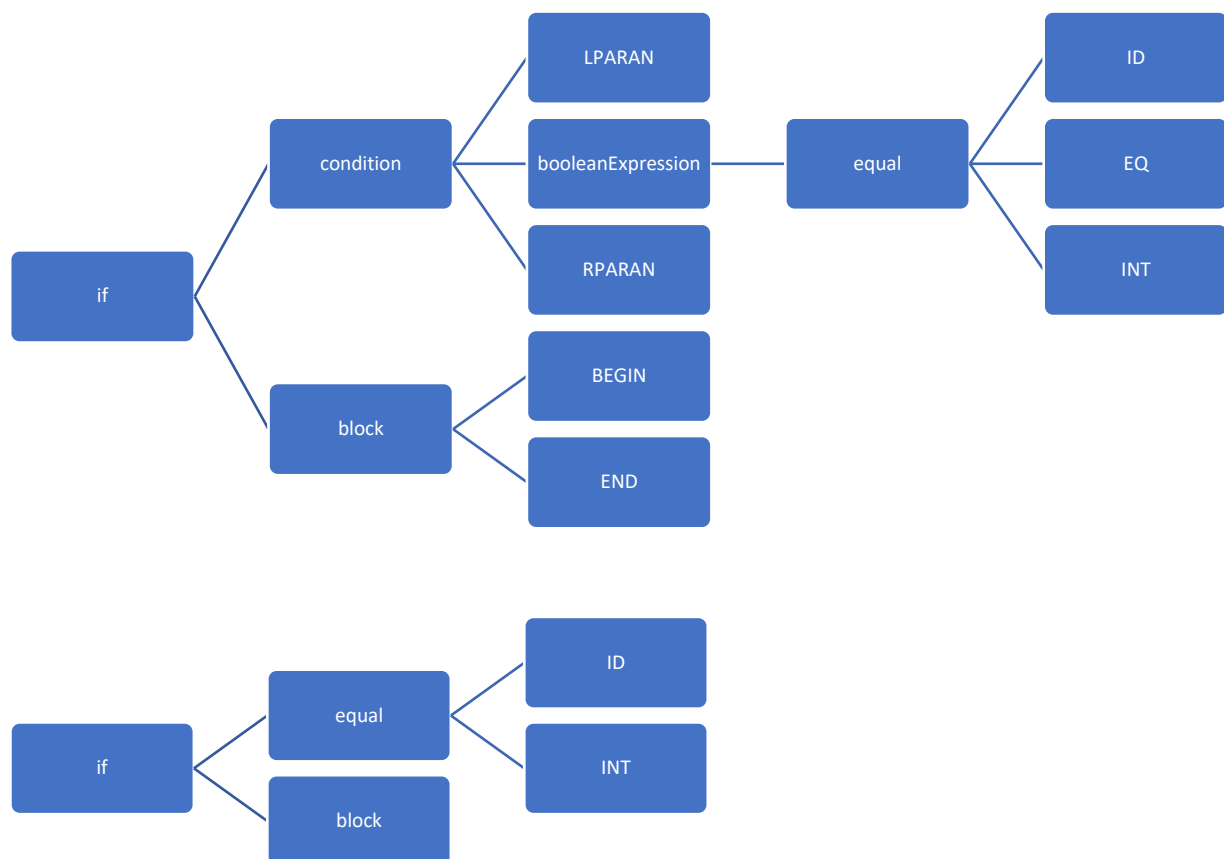 if
condition
LPARAN
booleanExpression
equal
ID
EQ
INT
RPARAN
block
BEGIN
END
if
equal
ID
INT
block